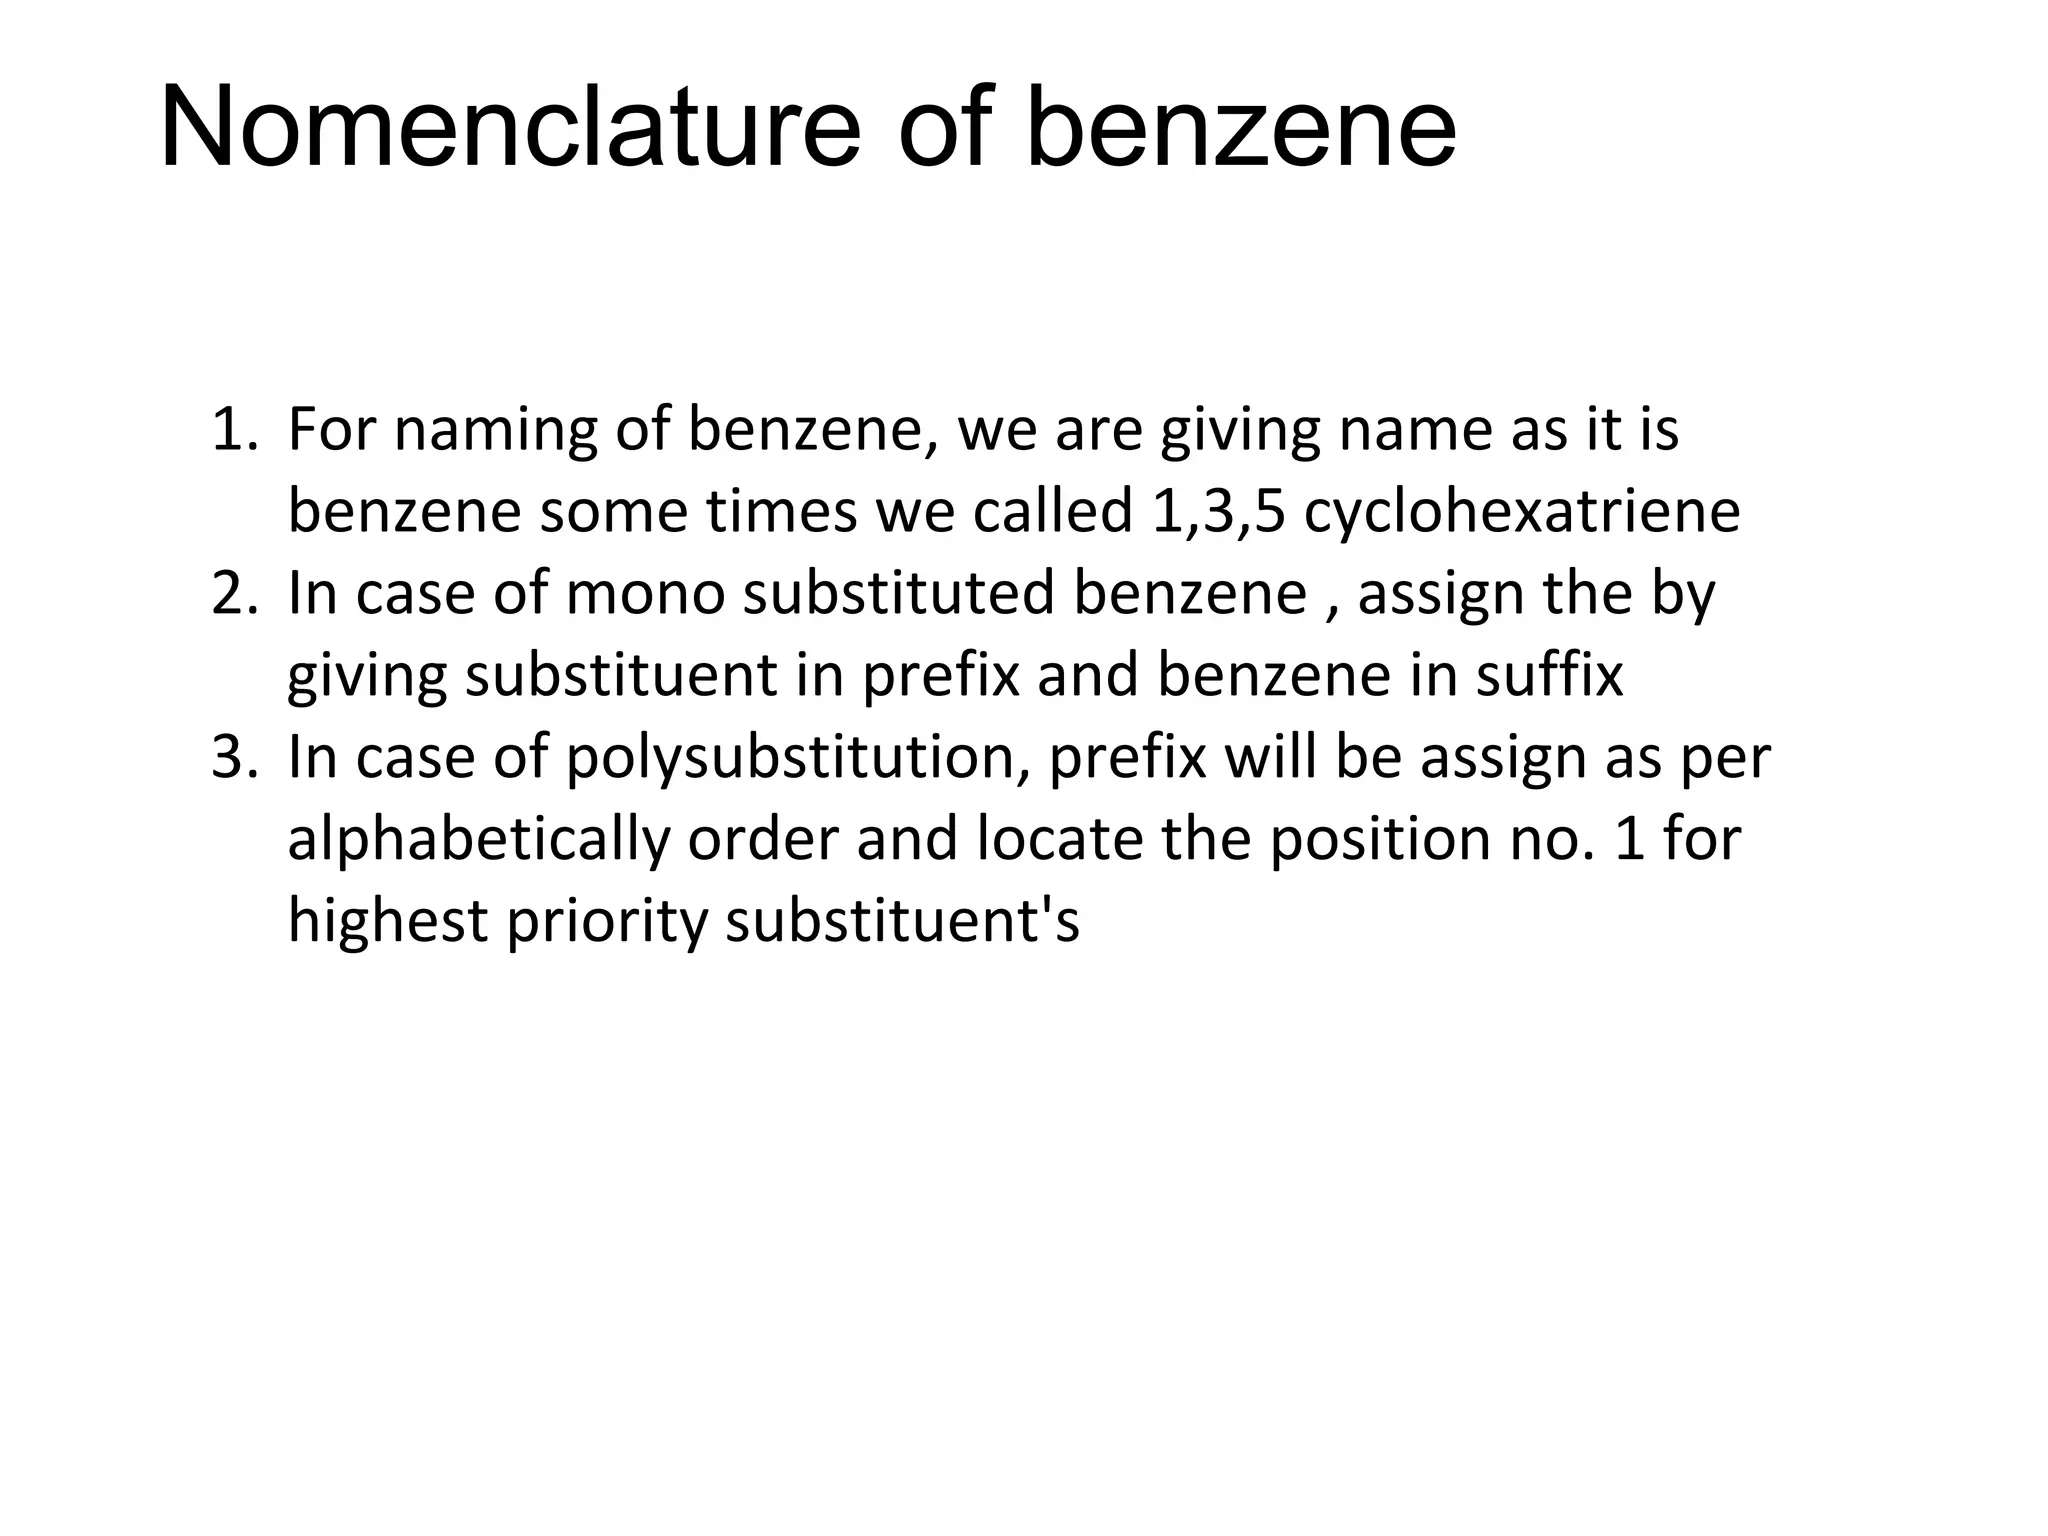 Nomenclature of benzene
1. For naming of benzene, we are giving name as it is
benzene some times we called 1,3,5 cyclohexatriene
2. In case of mono substituted benzene , assign the by
giving substituent in prefix and benzene in suffix
3. In case of polysubstitution, prefix will be assign as per
alphabetically order and locate the position no. 1 for
highest priority substituent's